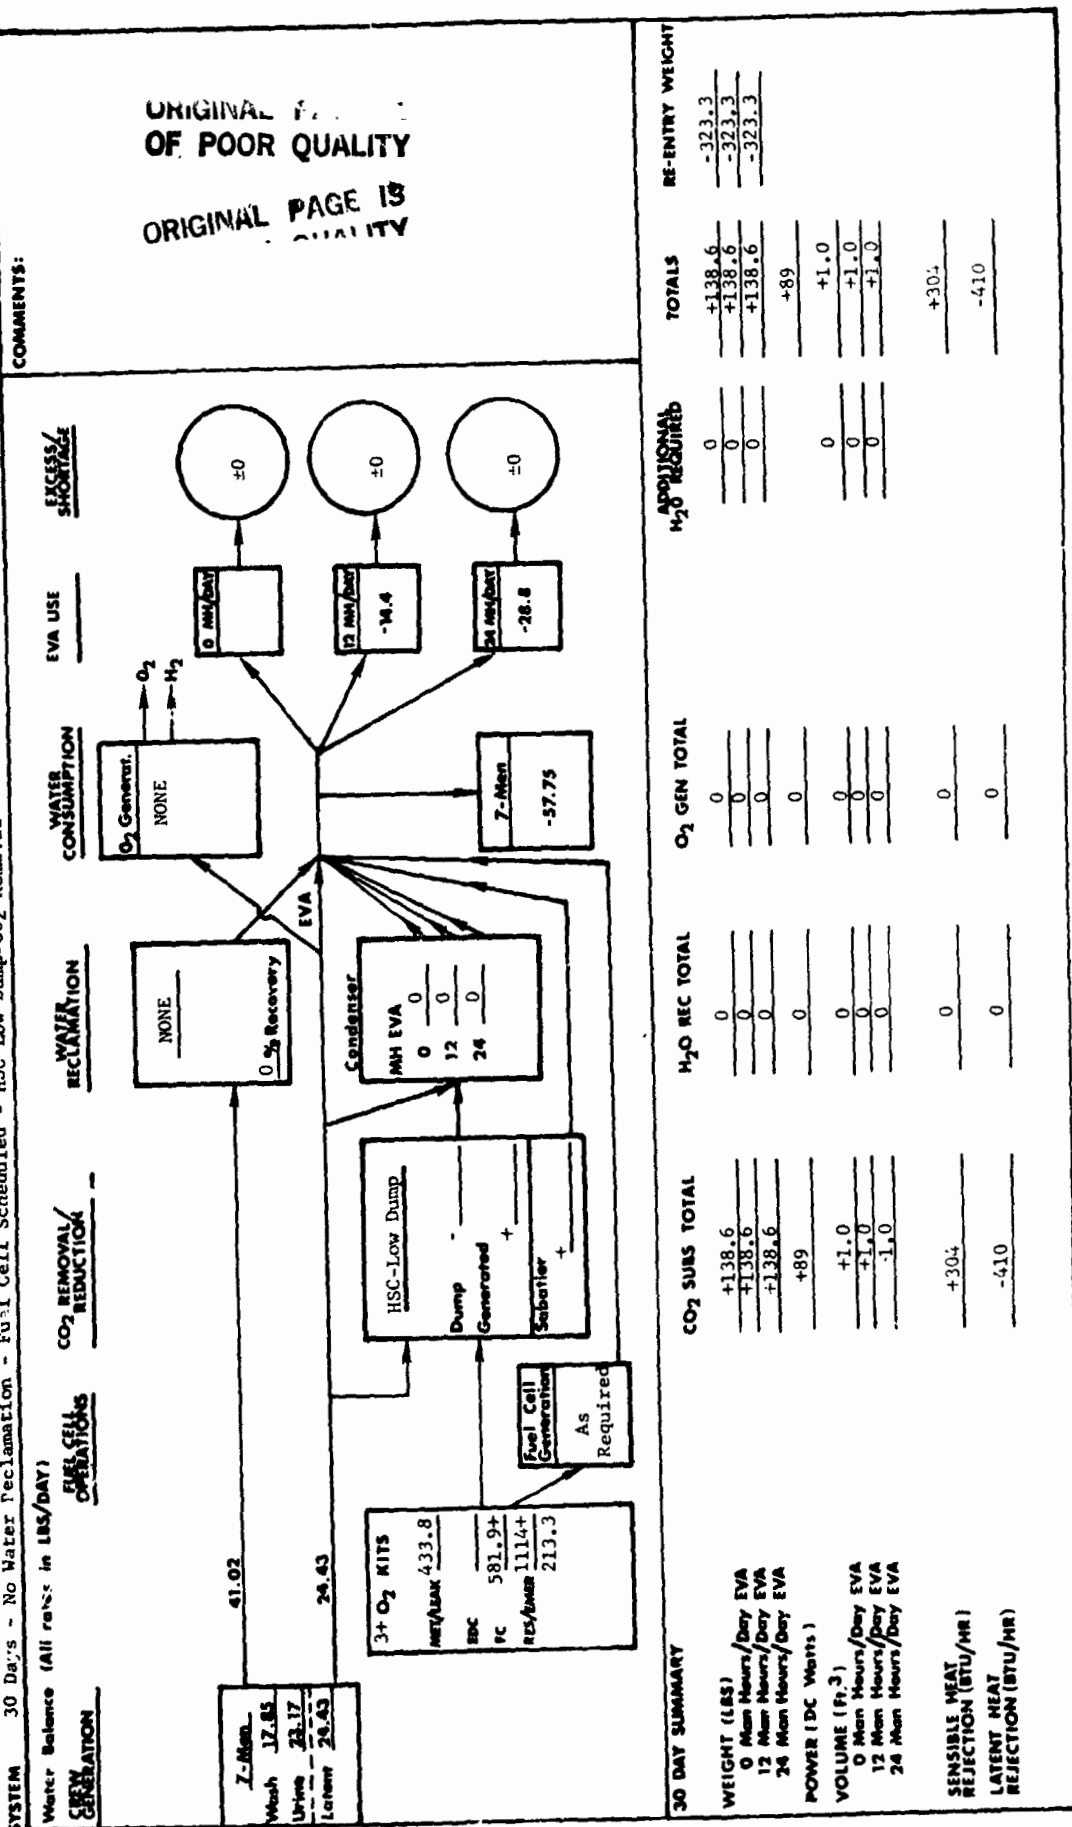 SYSTEM 30 Days - No Water Reclamation - Fuel Cell Scheduled - HSC Low Dump CO2
Water Balance (All rates in LBS/DAY)
CREW GENERATION
FUEL CELL OPERATIONS
CO2 REMOVAL/ REDUCTION
WATER RECLAMATION
WATER CONSUMPTION
EVA USE
EXCESS/ SHORTAGE
COMMENTS:
ORIGINAL
OF POOR QUALITY
ORIGINAL PAGE IS
QUALITY
7-Men
Wash 17.85
Urine 23.17
Latent 24.43
41.02
24.43
3+ O2 KITS
MET/LEAK 433.8
EDC
FC 581.9+
RES/EMER 1114+
213.3
Fuel Cell Generation
As Required
HSC-Low Dump
Dump -
Generated +
Sabatier +
NONE
0 % Recovery
EVA
Condenser
MH EVA
0 0
12 0
24 0
O2 Generat.
NONE
O2
H2
7-Men
-57.75
0 MH/DAY
12 MH/DAY
-14.4
24 MH/DAY
-28.8
±0
±0
±0
30 DAY SUMMARY
CO2 SUBS TOTAL
H2O REC TOTAL
O2 GEN TOTAL
ADDITIONAL H2O REQUIRED
TOTALS
RE-ENTRY WEIGHT
WEIGHT (LBS)
0 Man Hours/Day EVA +138.6 0 0 0 +138.6 -323.3
12 Man Hours/Day EVA +138.6 0 0 0 +138.6 -323.3
24 Man Hours/Day EVA +138.6 0 0 0 +138.6 -323.3
POWER (DC Watts) +89 0 0 +89
VOLUME (Ft.3)
0 Man Hours/Day EVA +1.0 0 0 0 +1.0
12 Man Hours/Day EVA +1.0 0 0 0 +1.0
24 Man Hours/Day EVA -1.0 0 0 0 +1.0
SENSIBLE HEAT REJECTION (BTU/HR) +304 0 0 +304
LATENT HEAT REJECTION (BTU/HR) -410 0 0 -410